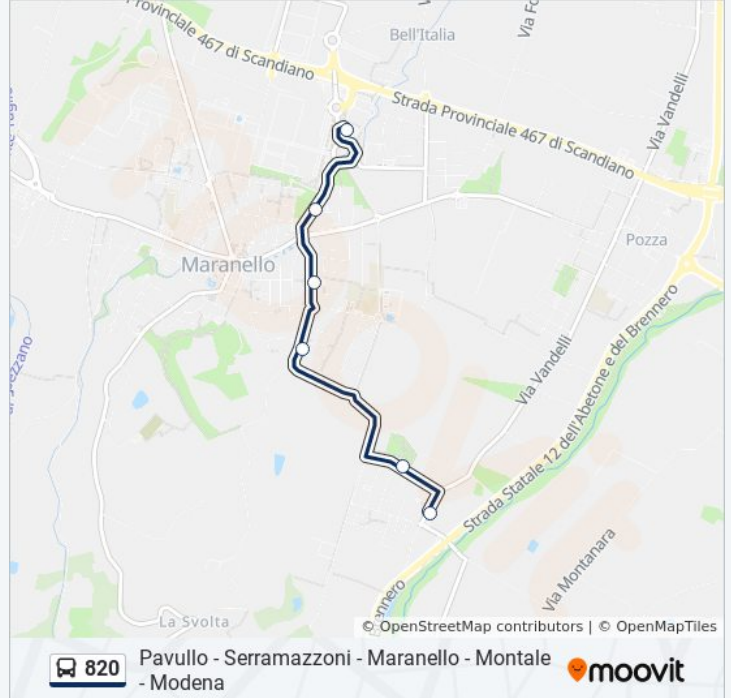 Provinciale 467 di Scandiano
Bell'Italia
Via Fo
Strada Provinciale 467 di Scandiano
Via Vandelli
Pozza
Maranello
Via Vandelli
Strada Statale 12 dell'Abetone e del Brennero
Via Montanara
ennero
La Svolta
© OpenStreetMap contributors | © OpenMapTiles
820
Pavullo - Serramazzoni - Maranello - Montale
- Modena
moovit